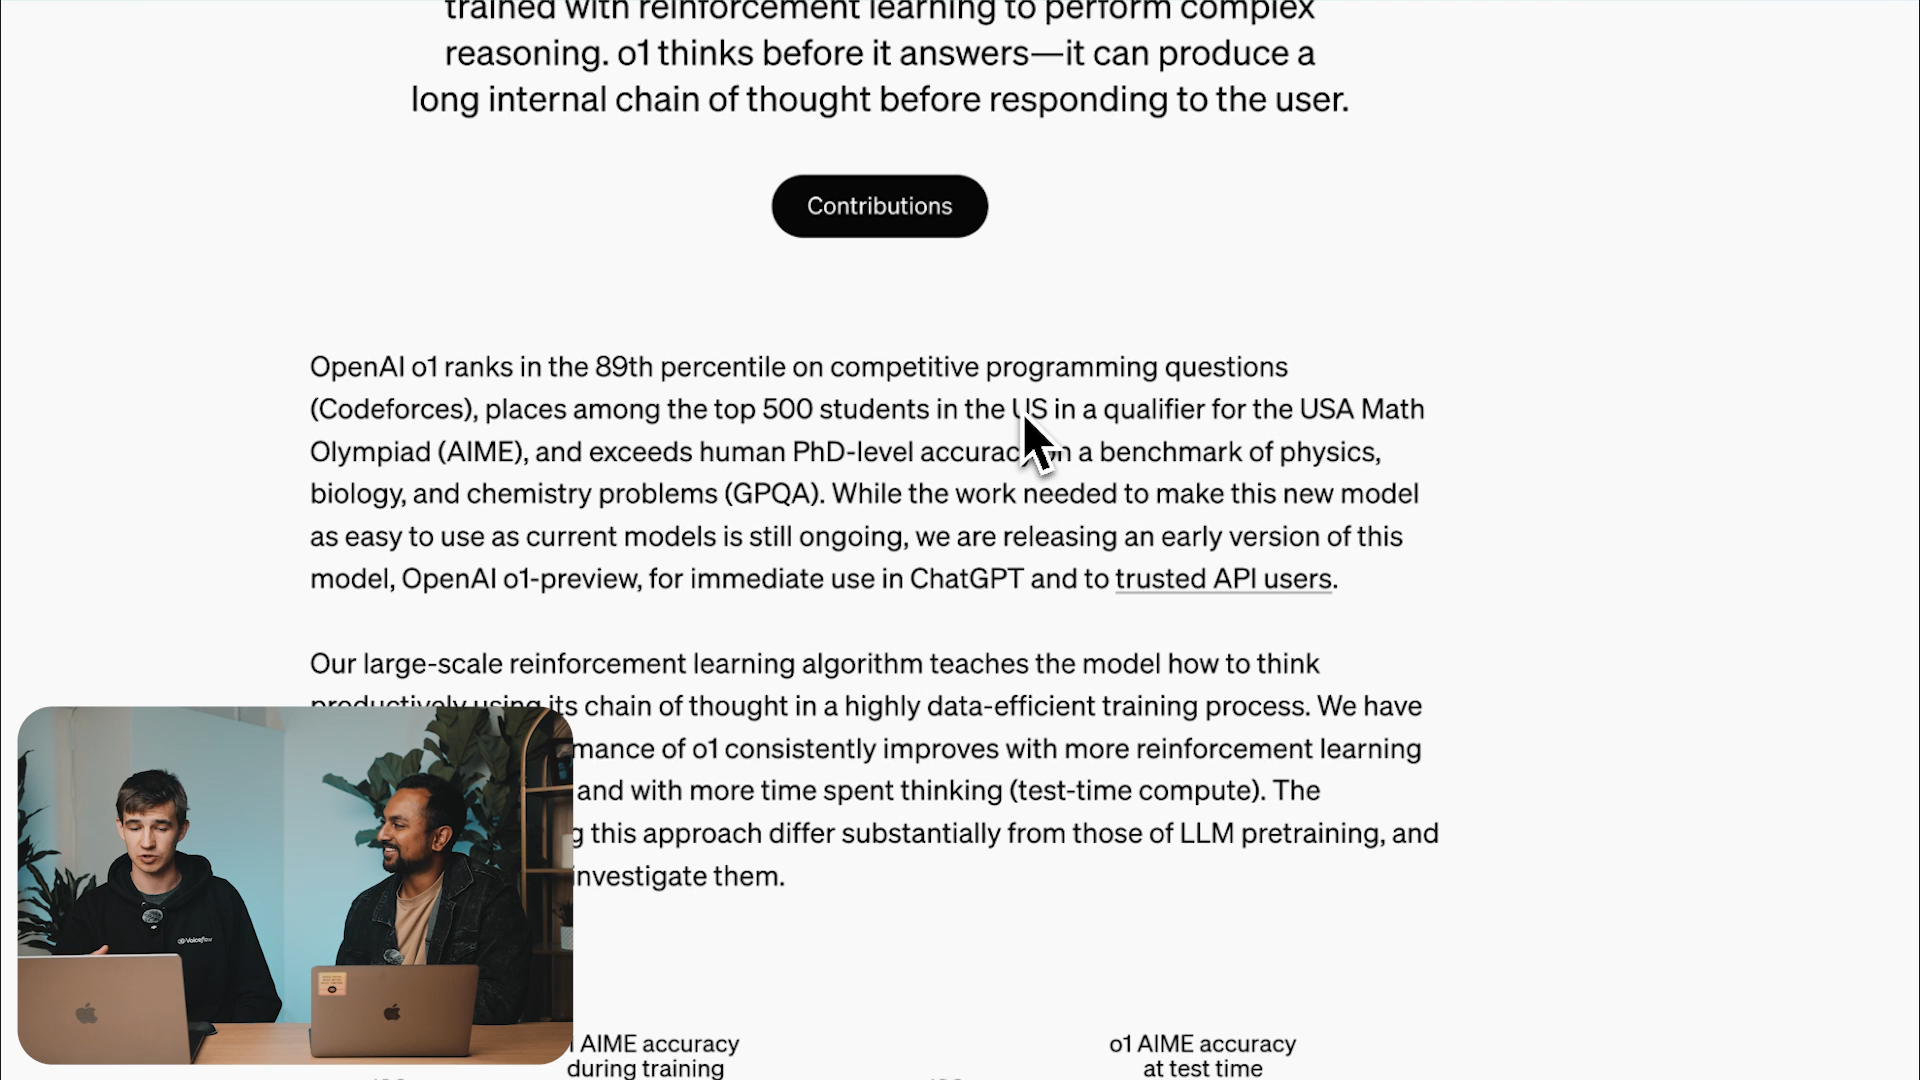 trained with reinforcement learning to perform complex
reasoning. o1 thinks before it answers—it can produce a
long internal chain of thought before responding to the user.
Contributions
OpenAI o1 ranks in the 89th percentile on competitive programming questions
(Codeforces), places among the top 500 students in the US in a qualifier for the USA Math
Olympiad (AIME), and exceeds human PhD-level accuracy on a benchmark of physics,
biology, and chemistry problems (GPQA). While the work needed to make this new model
as easy to use as current models is still ongoing, we are releasing an early version of this
model, OpenAI o1-preview, for immediate use in ChatGPT and to trusted API users.
Our large-scale reinforcement learning algorithm teaches the model how to think
productively using its chain of thought in a highly data-efficient training process. We have
mance of o1 consistently improves with more reinforcement learning
and with more time spent thinking (test-time compute). The
g this approach differ substantially from those of LLM pretraining, and
investigate them.
Voiceflow
AIME accuracy
during training
o1 AIME accuracy
at test time